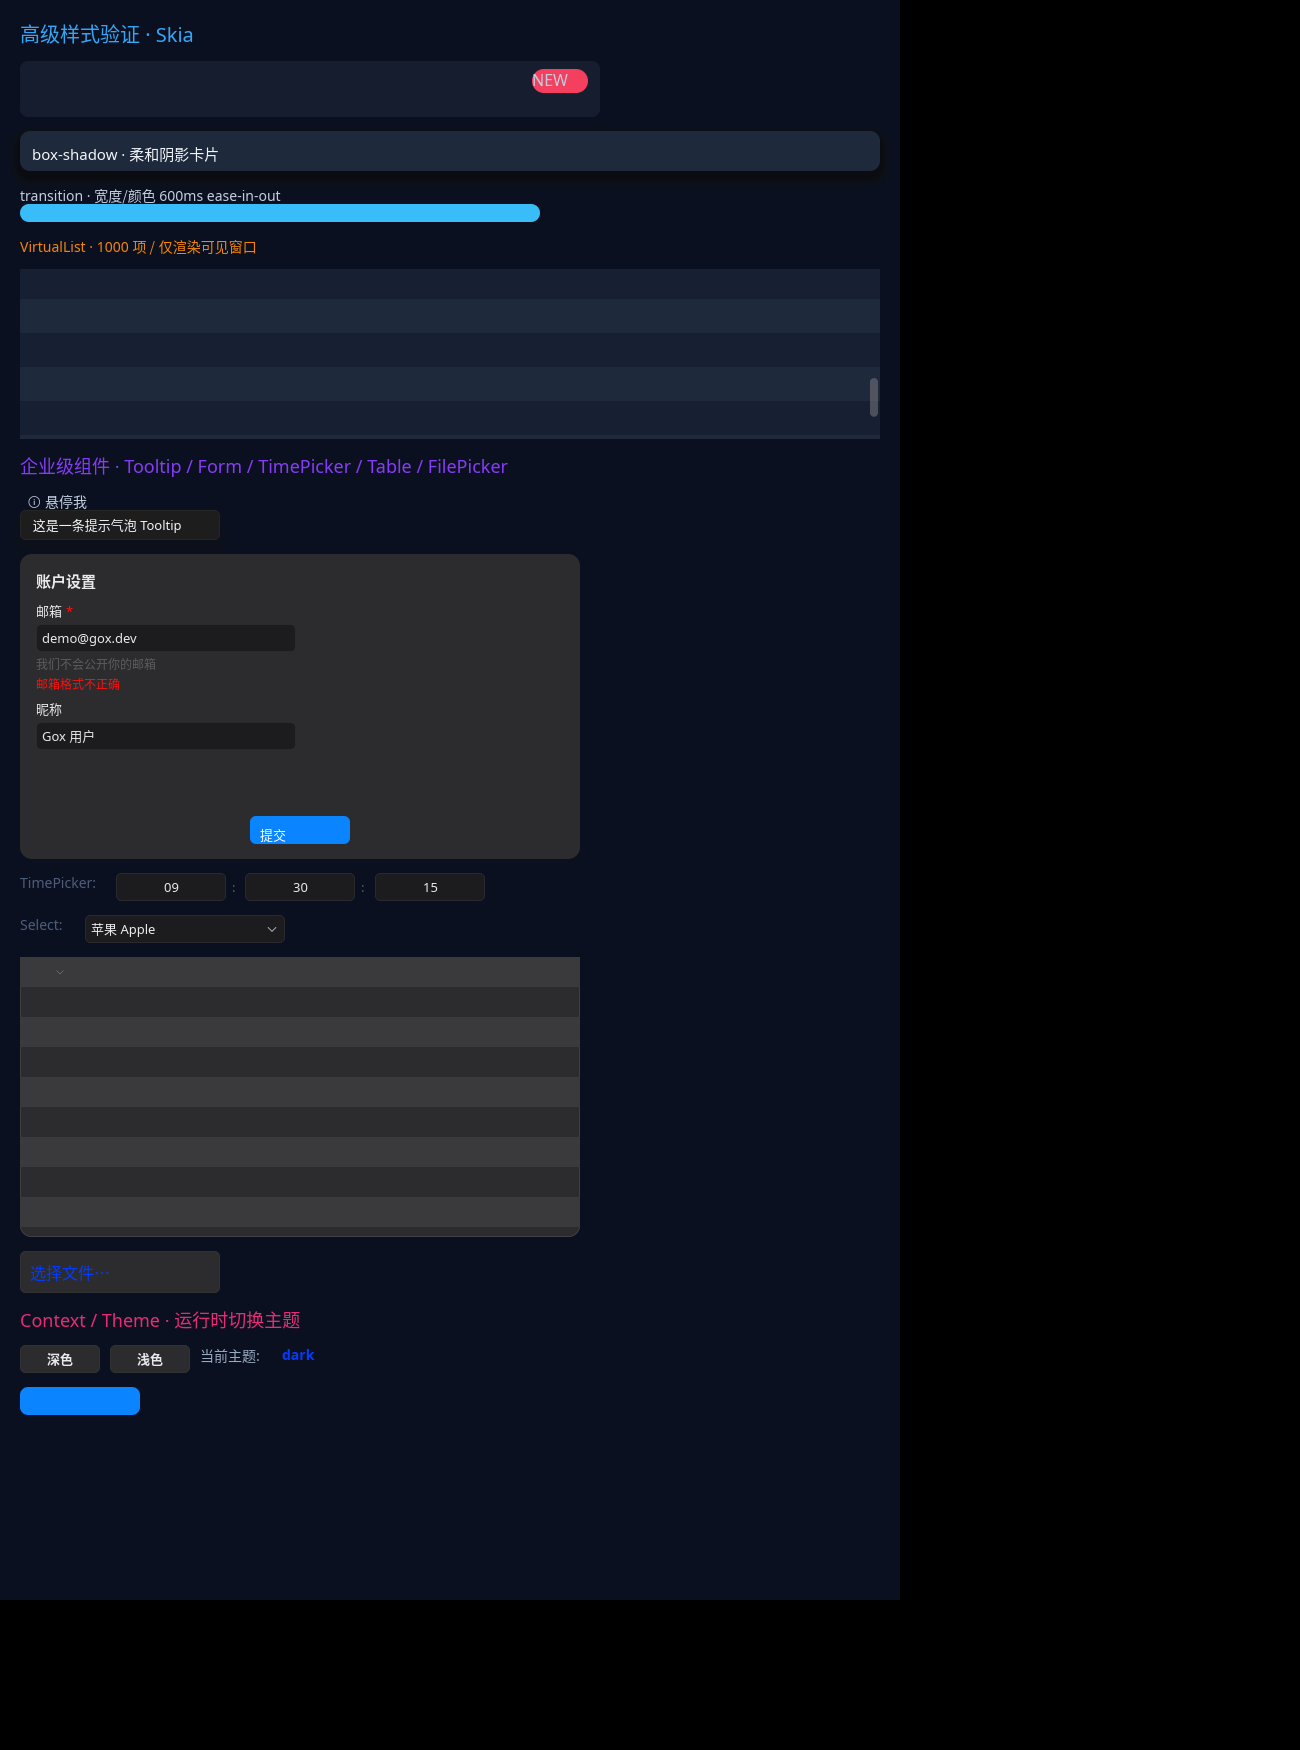 高级样式验证 · Skia
NEW
box-shadow · 柔和阴影卡片
transition · 宽度/颜色 600ms ease-in-out
VirtualList · 1000 项 / 仅渲染可见窗口
企业级组件 · Tooltip / Form / TimePicker / Table / FilePicker
ⓘ 悬停我
这是一条提示气泡 Tooltip
账户设置
邮箱 *
demo@gox.dev
我们不会公开你的邮箱
邮箱格式不正确
昵称
Gox 用户
提交
TimePicker: 09 : 30 : 15
Select: 苹果 Apple
选择文件…
Context / Theme · 运行时切换主题
深色 浅色 当前主题: dark